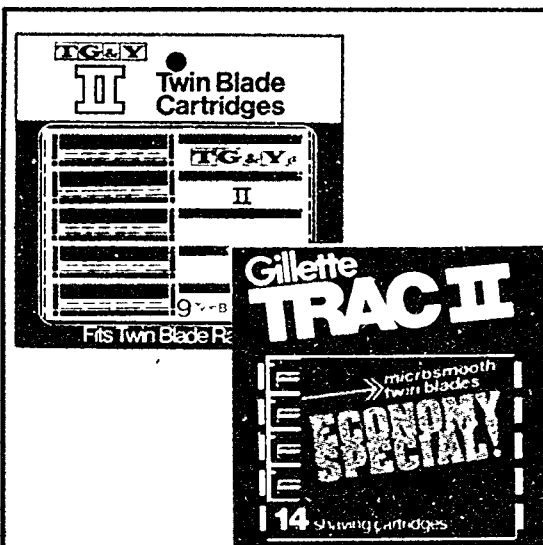 TG&Y
II
Twin Blade
Cartridges
TG&Y
II
9
Fits Twin Blade Ra
Gillette
TRAC II
microsmooth
twin blades
ECONOMY
SPECIAL!
14 shaving cartridges